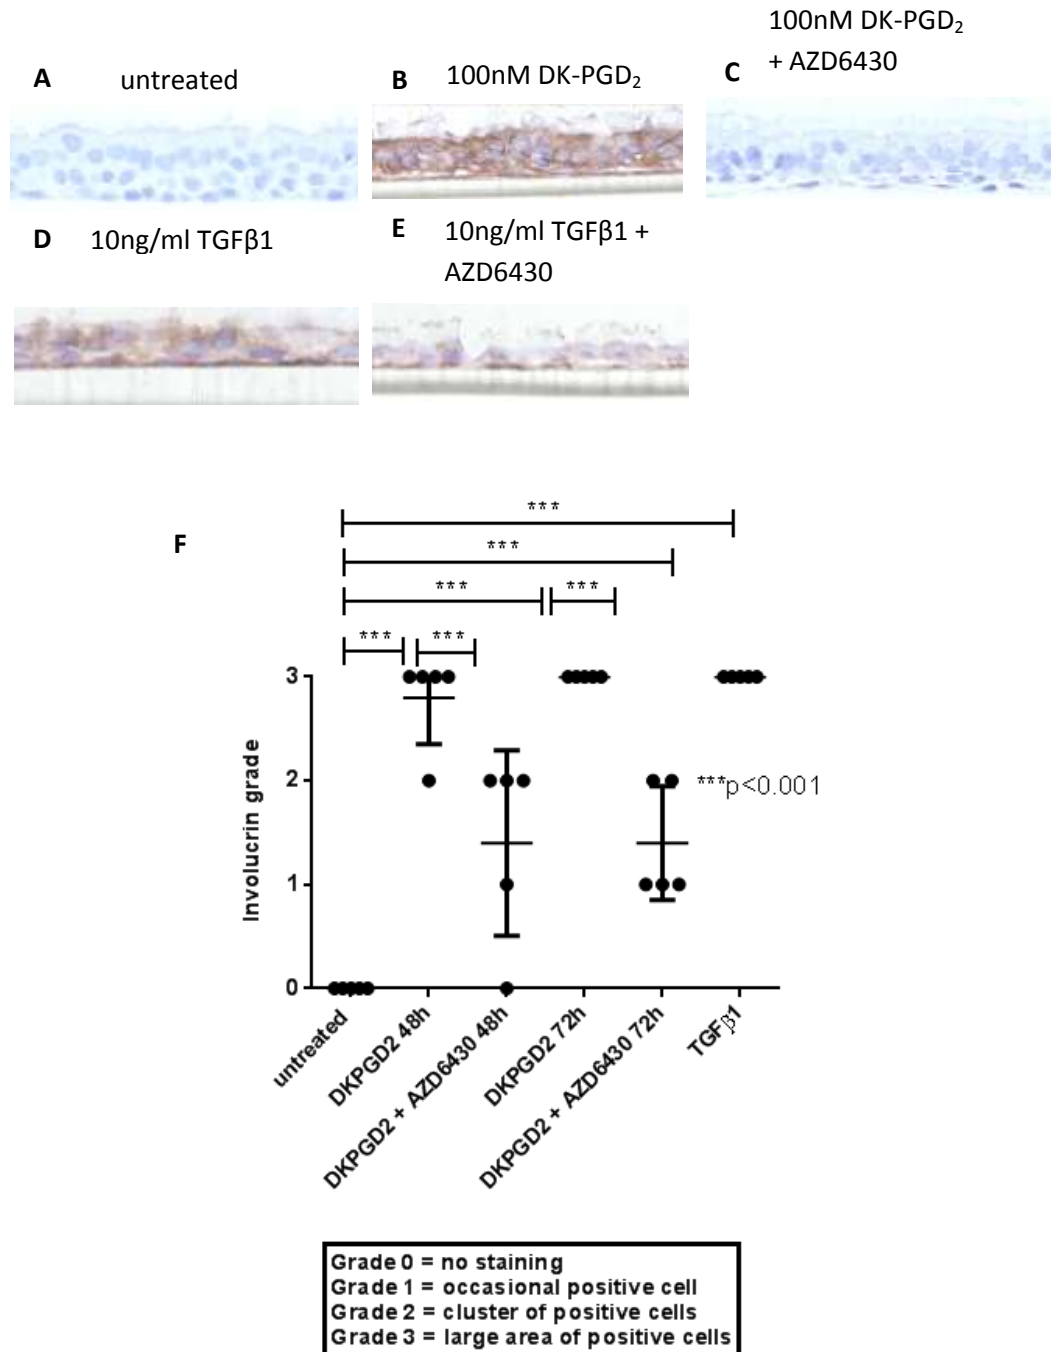 A
untreated
B
100nM DK-PGD₂
C
100nM DK-PGD₂
+ AZD6430
D
10ng/ml TGFβ1
E
10ng/ml TGFβ1 +
AZD6430
F
***
***
***
***
***
***
Involucrin grade
3
2
1
0
***p<0.001
untreated
DKPGD2 48h
DKPGD2 + AZD6430 48h
DKPGD2 72h
DKPGD2 + AZD6430 72h
TGFβ1
Grade 0 = no staining
Grade 1 = occasional positive cell
Grade 2 = cluster of positive cells
Grade 3 = large area of positive cells